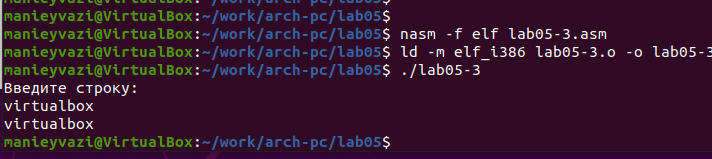 manieyvazi@VirtualBox:~/work/arch-pc/lab05$
manieyvazi@VirtualBox:~/work/arch-pc/lab05$ nasm -f elf lab05-3.asm
manieyvazi@VirtualBox:~/work/arch-pc/lab05$ ld -m elf_i386 lab05-3.o -o lab05-3
manieyvazi@VirtualBox:~/work/arch-pc/lab05$ ./lab05-3
Введите строку:
virtualbox
virtualbox
manieyvazi@VirtualBox:~/work/arch-pc/lab05$